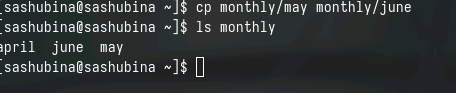 [sashubina@sashubina ~]$ cp monthly/may monthly/june
[sashubina@sashubina ~]$ ls monthly
april  june  may
[sashubina@sashubina ~]$